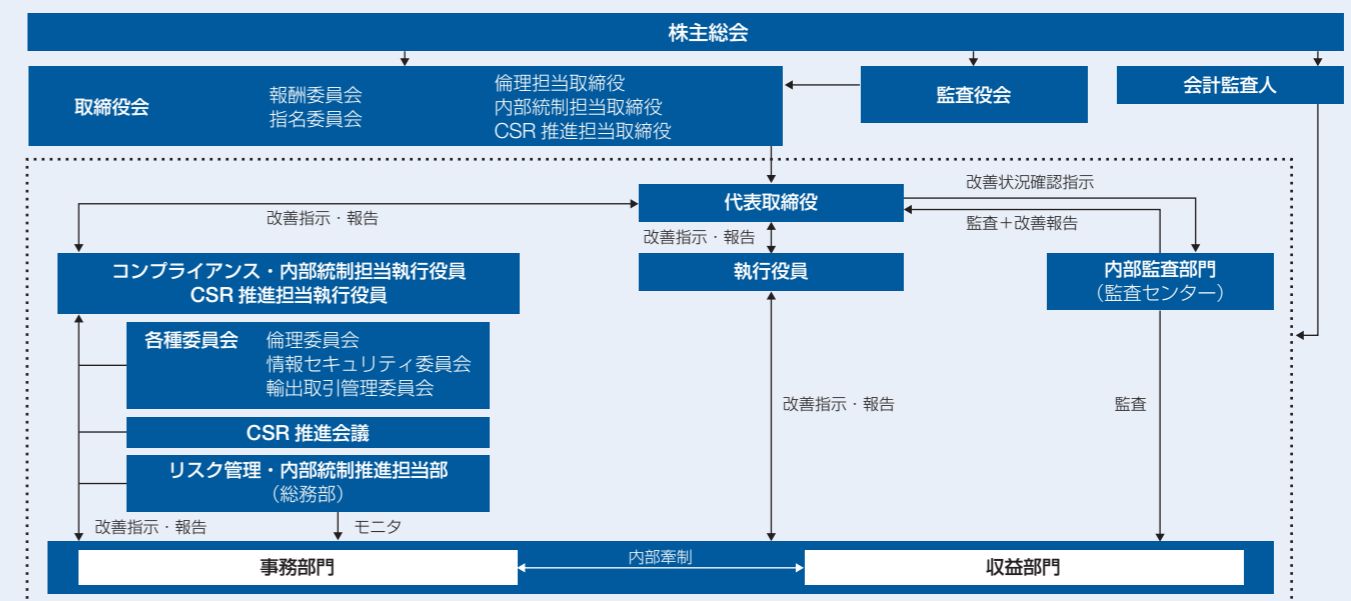 株主総会
取締役会
報酬委員会
指名委員会
倫理担当取締役
内部統制担当取締役
CSR 推進担当取締役
監査役会
会計監査人
代表取締役
改善状況確認指示
監査＋改善報告
改善指示・報告
改善指示・報告
コンプライアンス・内部統制担当執行役員
CSR 推進担当執行役員
執行役員
内部監査部門
（監査センター）
各種委員会
倫理委員会
情報セキュリティ委員会
輸出取引管理委員会
改善指示・報告
監査
CSR 推進会議
リスク管理・内部統制推進担当部
（総務部）
改善指示・報告
モニタ
事務部門
内部牽制
収益部門